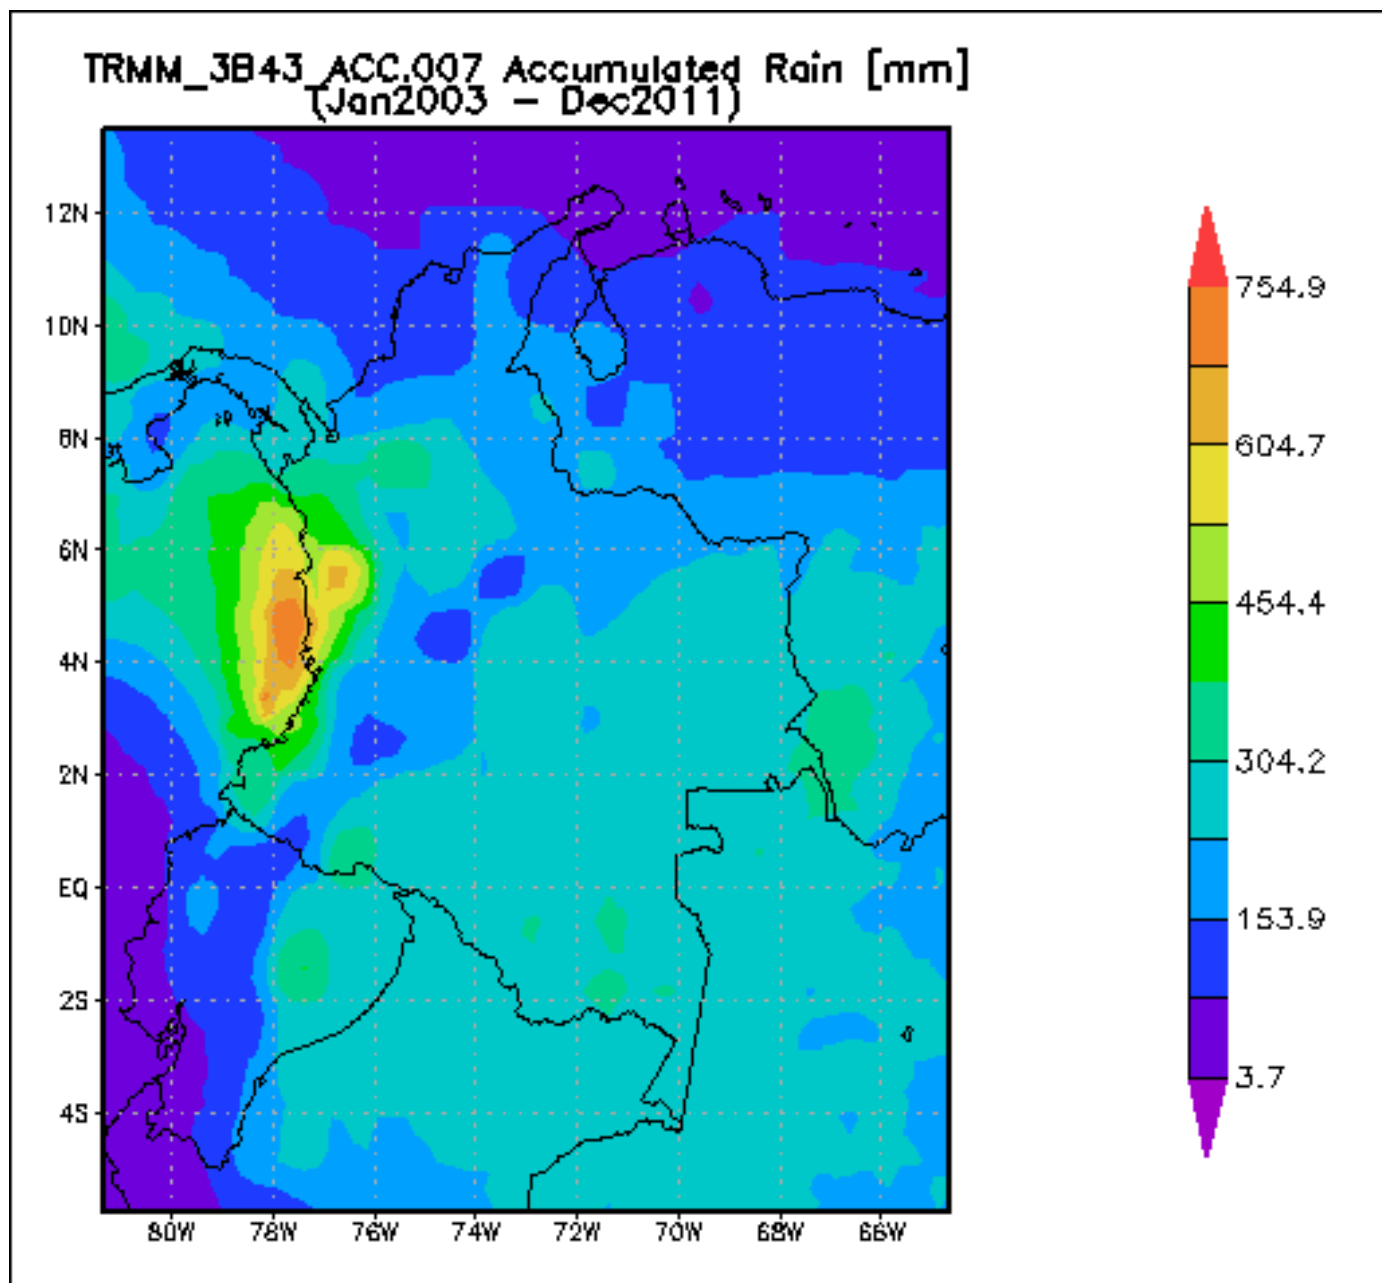 TRMM_3B43_ACC.007 Accumulated Rain [mm]
(Jan2003 - Dec2011)
12N
10N
8N
6N
4N
2N
EQ
2S
4S
80W 78W 76W 74W 72W 70W 68W 66W
754.9
604.7
454.4
304.2
153.9
3.7